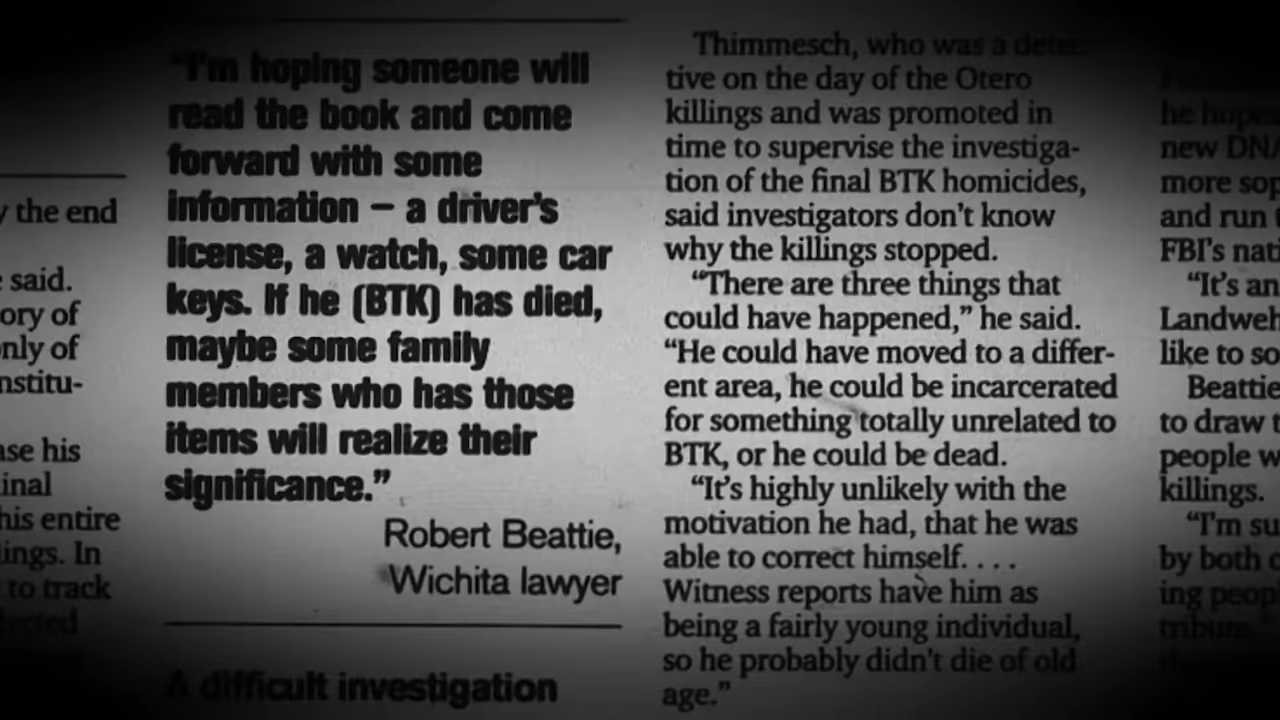 y the end
said.
ory of
only of
nstitu-
ase his
inal
his entire
lings. In
to track
"I'm hoping someone will
read the book and come
forward with some
information – a driver's
license, a watch, some car
keys. If he (BTK) has died,
maybe some family
members who has those
items will realize their
significance."
Robert Beattie,
Wichita lawyer
A difficult investigation
Thimmesch, who was a detec-
tive on the day of the Otero
killings and was promoted in
time to supervise the investiga-
tion of the final BTK homicides,
said investigators don't know
why the killings stopped.
"There are three things that
could have happened," he said.
"He could have moved to a differ-
ent area, he could be incarcerated
for something totally unrelated to
BTK, or he could be dead.
"It's highly unlikely with the
motivation he had, that he was
able to correct himself. . . .
Witness reports have him as
being a fairly young individual,
so he probably didn't die of old
age."
he hopes
new DNA
more sop
and run
FBI's nat
"It's an
Landweh
like to so
Beattie
to draw t
people w
killings.
"I'm su
by both c
ing peop
tribute